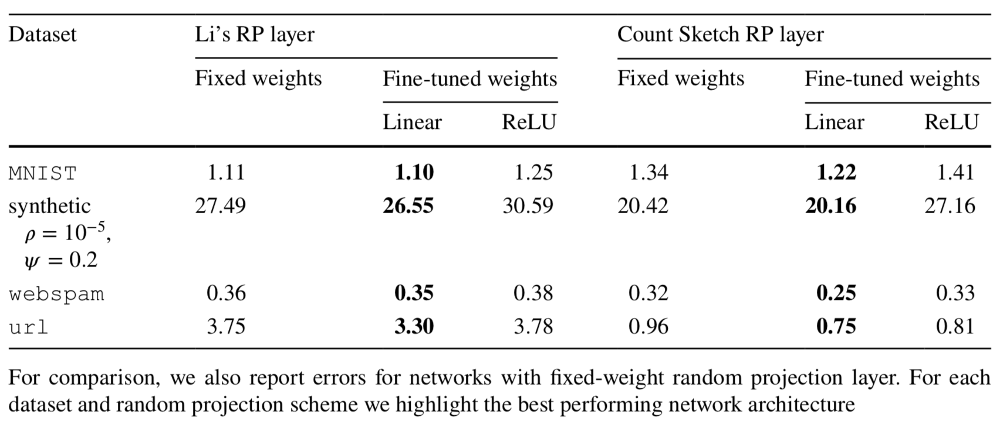 Dataset Li's RP layer Count Sketch RP layer
Fixed weights Fine-tuned weights Fixed weights Fine-tuned weights
Linear ReLU Linear ReLU
MNIST 1.11 1.10 1.25 1.34 1.22 1.41
synthetic 27.49 26.55 30.59 20.42 20.16 27.16
ρ = 10⁻⁵,
ψ = 0.2
webspam 0.36 0.35 0.38 0.32 0.25 0.33
url 3.75 3.30 3.78 0.96 0.75 0.81
For comparison, we also report errors for networks with fixed-weight random projection layer. For each
dataset and random projection scheme we highlight the best performing network architecture